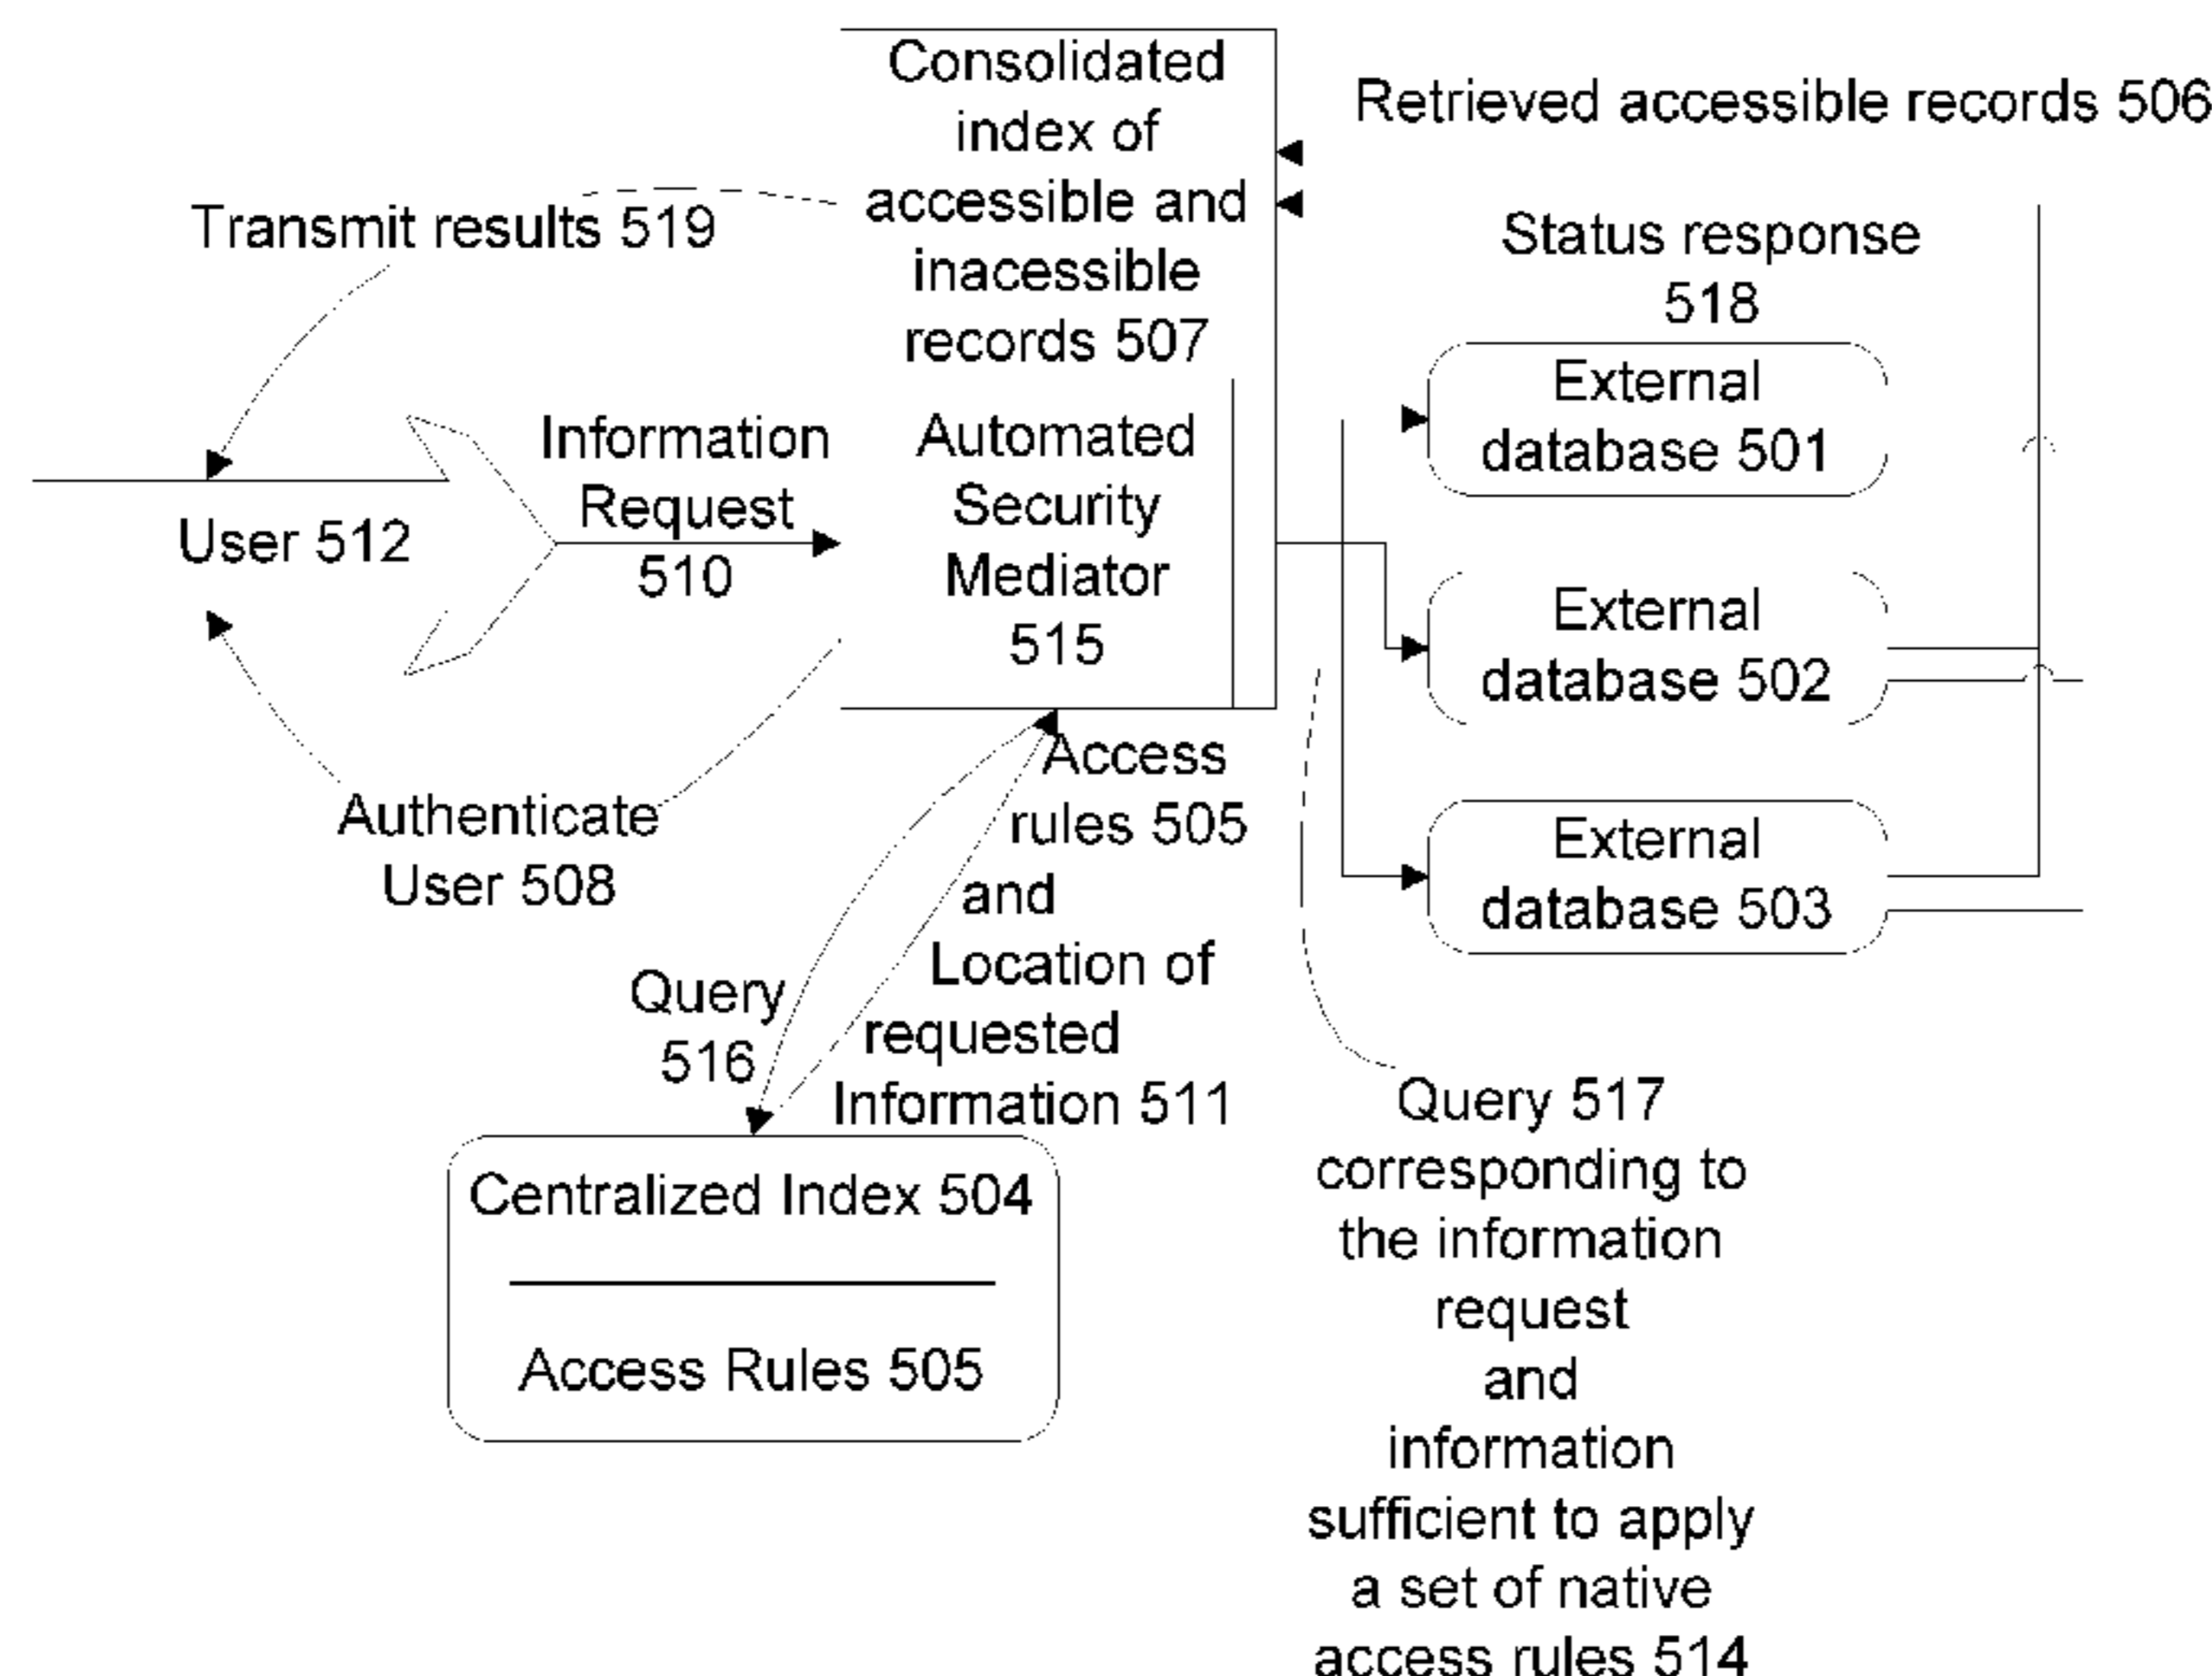 Consolidated
index of
accessible and
inacessible
records 507
Retrieved accessible records 506
Transmit results 519
Status response
518
External
database 501
Information
Request
510
Automated
Security
Mediator
515
User 512
External
database 502
Access
rules 505
and
Location of
requested
Information 511
Authenticate
User 508
External
database 503
Query
516
Query 517
corresponding to
the information
request
and
information
sufficient to apply
a set of native
access rules 514
Centralized Index 504
Access Rules 505